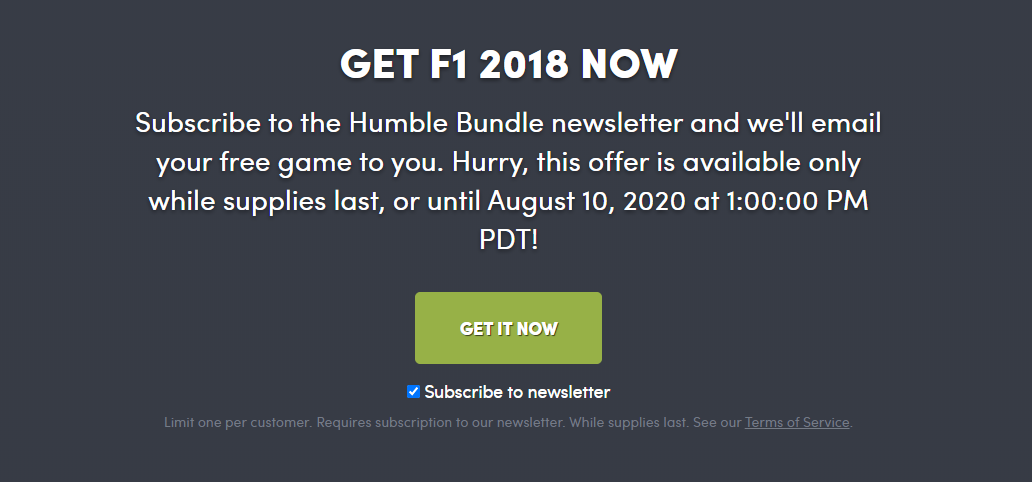 GET F1 2018 NOW
Subscribe to the Humble Bundle newsletter and we'll email
your free game to you. Hurry, this offer is available only
while supplies last, or until August 10, 2020 at 1:00:00 PM
PDT!
GET IT NOW
Subscribe to newsletter
Limit one per customer. Requires subscription to our newsletter. While supplies last. See our Terms of Service.